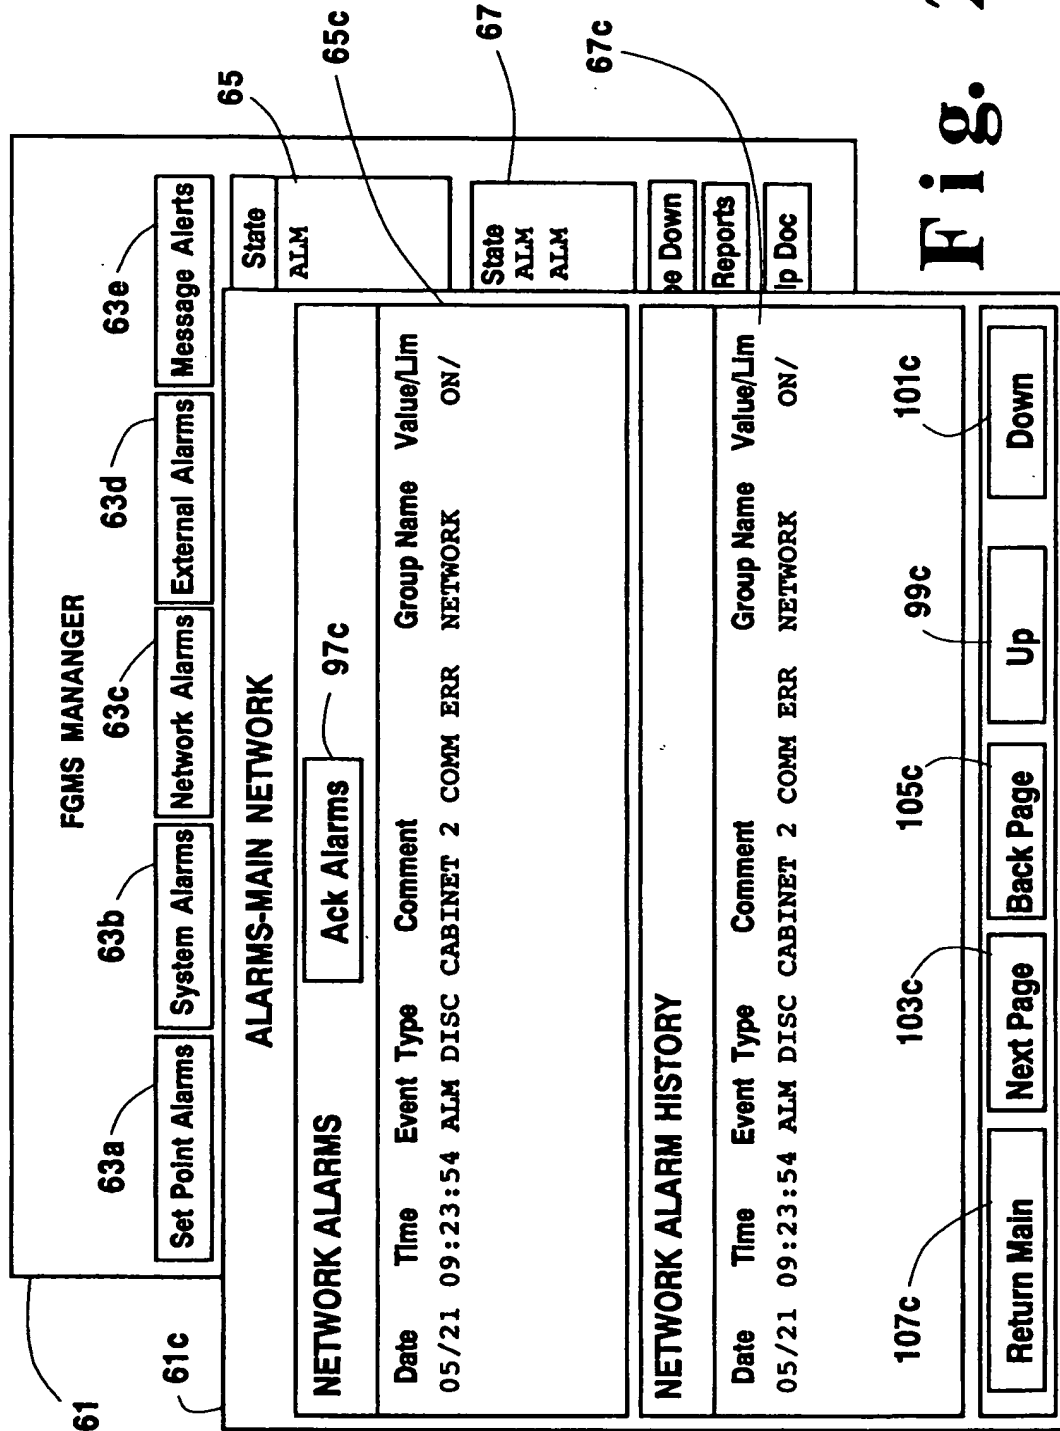 61
FGMS MANANGER
63a
63b
63c
63d
63e
Set Point Alarms
System Alarms
Network Alarms
External Alarms
Message Alerts
61c
ALARMS-MAIN NETWORK
State
65
ALM
NETWORK ALARMS
Ack Alarms
97c
65c
Date Time Event Type Comment Group Name Value/Lim
05/21 09:23:54 ALM DISC CABINET 2 COMM ERR NETWORK ON/
State
67
ALM
ALM
67c
NETWORK ALARM HISTORY
Down
Reports
Doc
Date Time Event Type Comment Group Name Value/Lim
05/21 09:23:54 ALM DISC CABINET 2 COMM ERR NETWORK ON/
107c
103c
105c
99c
101c
Return Main
Next Page
Back Page
Up
Down
Fig.